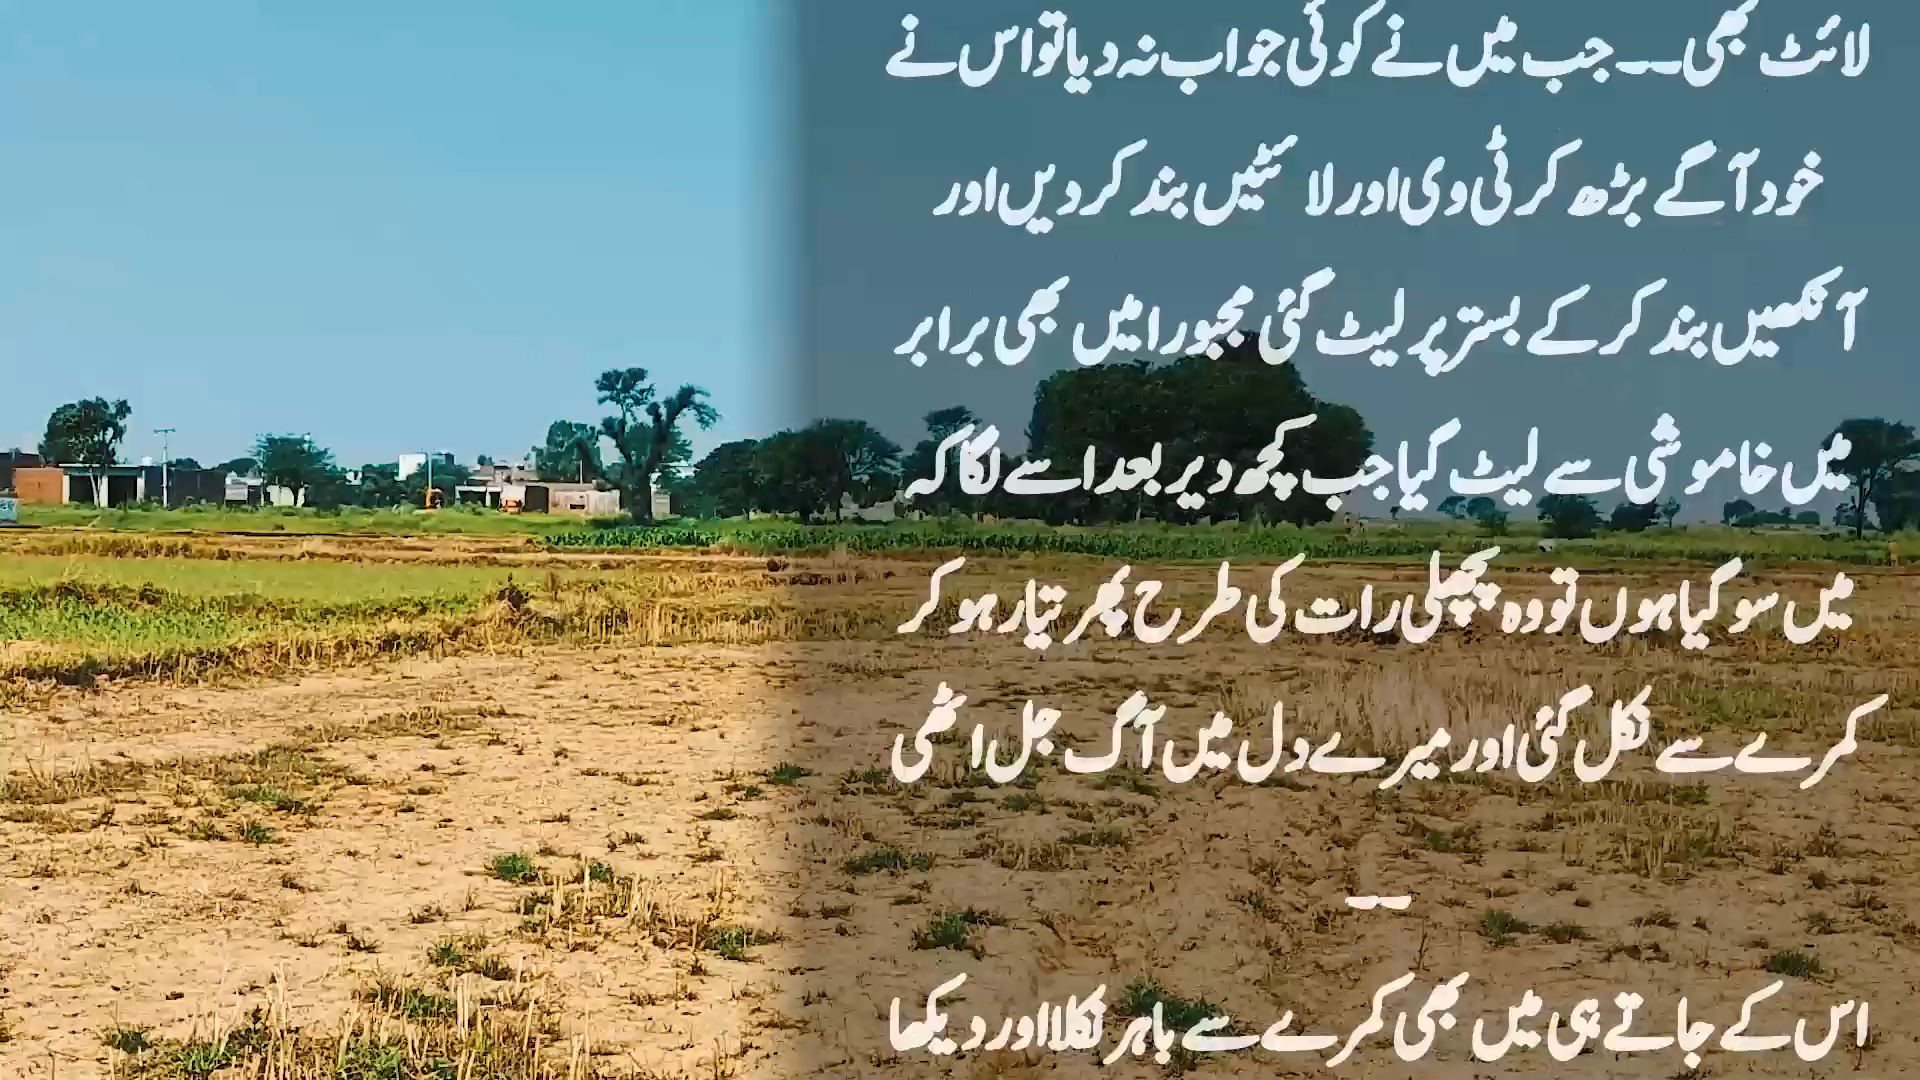 لائٹ بھی۔۔ جب میں نے کوئی جواب نہ دیا تو اس نے
خود آگے بڑھ کر ٹی وی اور لائٹیں بند کر دیں اور
آنکھیں بند کر کے بستر پر لیٹ گئی مجبورا میں بھی برابر
میں خاموشی سے لیٹ گیا جب کچھ دیر بعد اسے لگا کہ
میں سو گیا ہوں تو وہ پچھلی رات کی طرح پھر تیار ہو کر
کمرے سے نکل گئی اور میرے دل میں آگ جل اٹھی
۔۔
اس کے جاتے ہی میں بھی کمرے سے باہر نکلا اور دیکھا